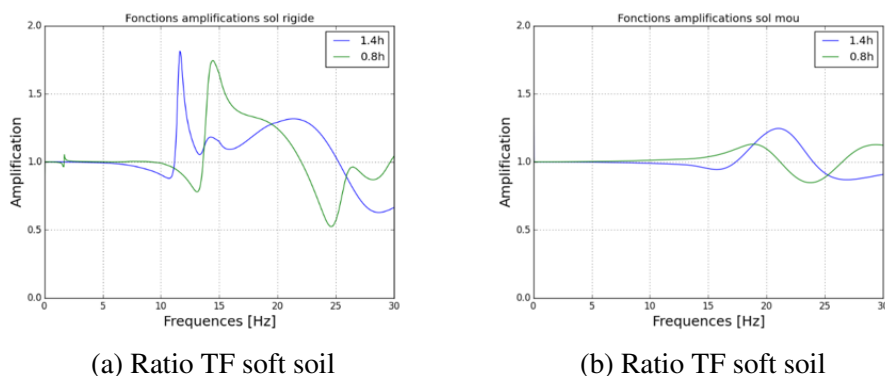 Fonctions amplifications sol rigide
2.0
1.5
1.0
0.5
0.0
Amplification
1.4h
0.8h
0 5 10 15 20 25 30
Frequences [Hz]
(a) Ratio TF soft soil
Fonctions amplifications sol mou
2.0
1.5
1.0
0.5
0.0
Amplification
1.4h
0.8h
0 5 10 15 20 25 30
Frequences [Hz]
(b) Ratio TF soft soil